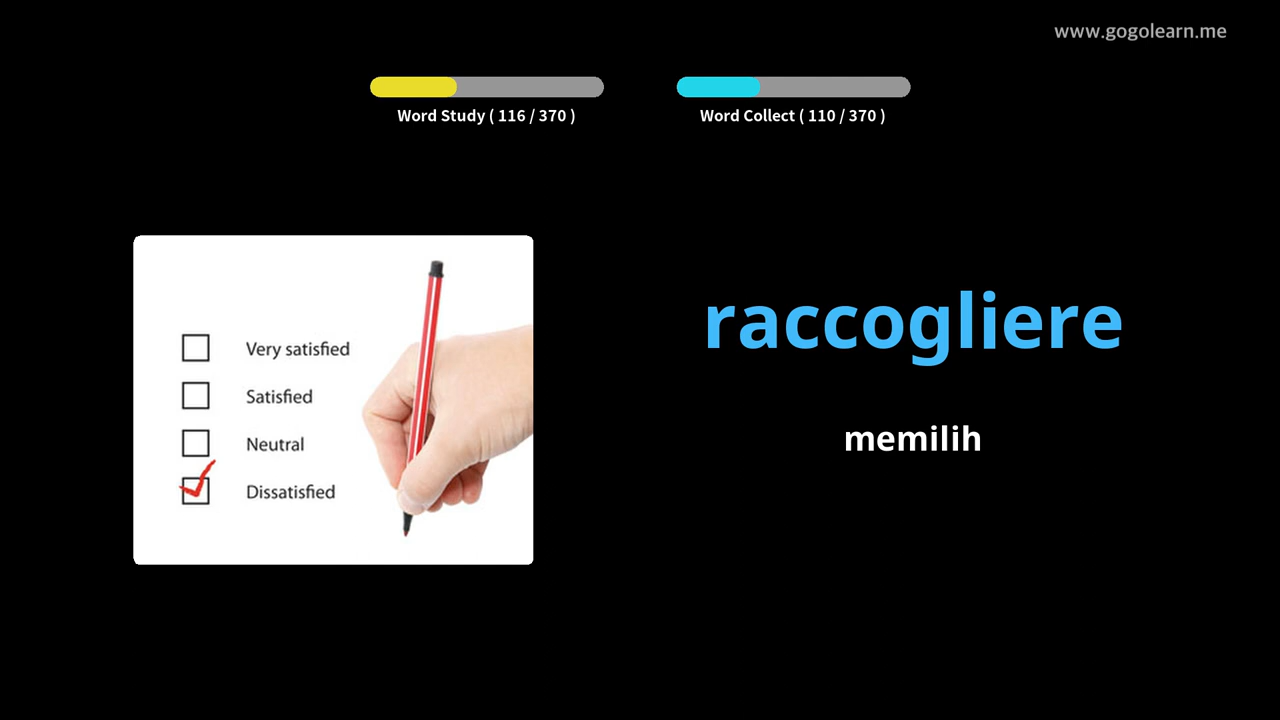 www.gogolearn.me
Word Study ( 116 / 370 )
Word Collect ( 110 / 370 )
Very satisfied
Satisfied
Neutral
Dissatisfied
raccogliere
memilih